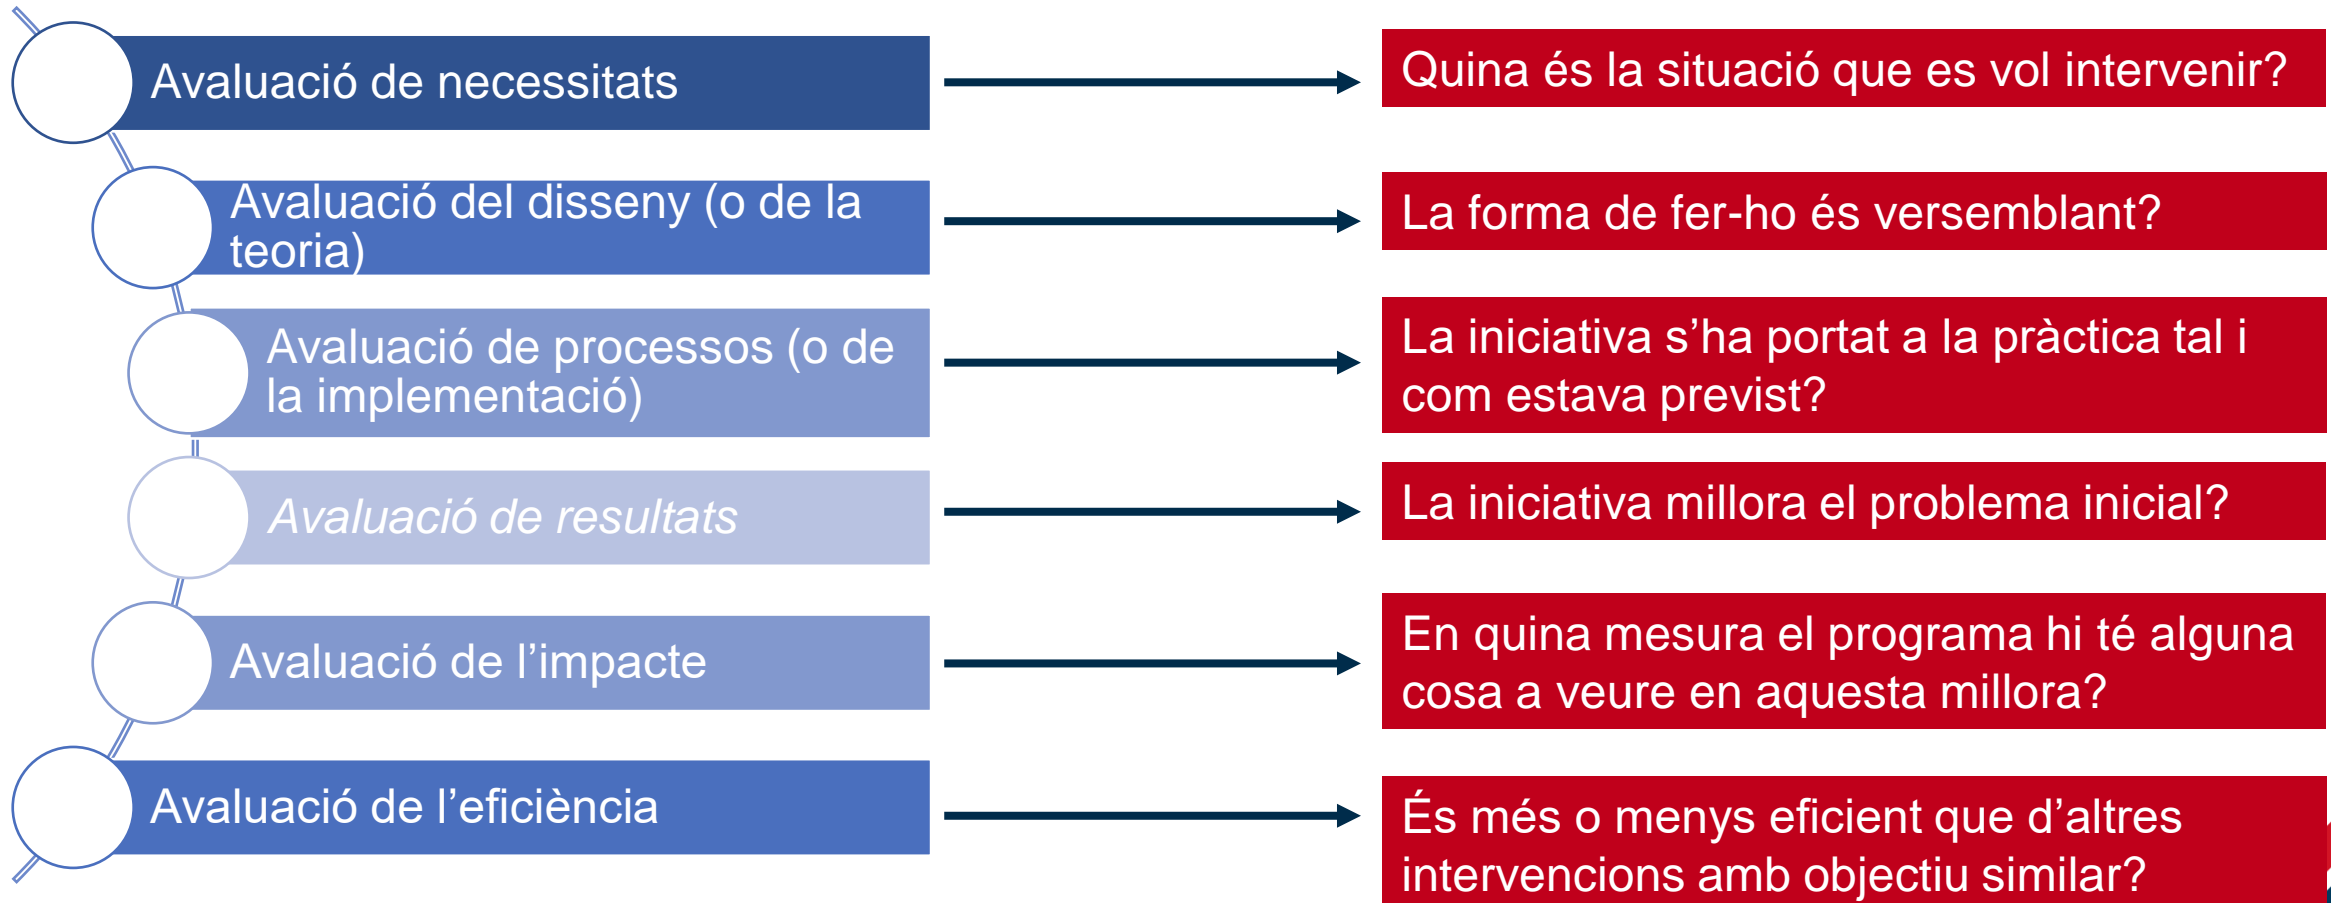 Avaluació de necessitats
Quina és la situació que es vol intervenir?
Avaluació del disseny (o de la
teoria)
La forma de fer-ho és versemblant?
Avaluació de processos (o de
la implementació)
La iniciativa s’ha portat a la pràctica tal i
com estava previst?
Avaluació de resultats
La iniciativa millora el problema inicial?
Avaluació de l’impacte
En quina mesura el programa hi té alguna
cosa a veure en aquesta millora?
Avaluació de l’eficiència
És més o menys eficient que d’altres
intervencions amb objectiu similar?